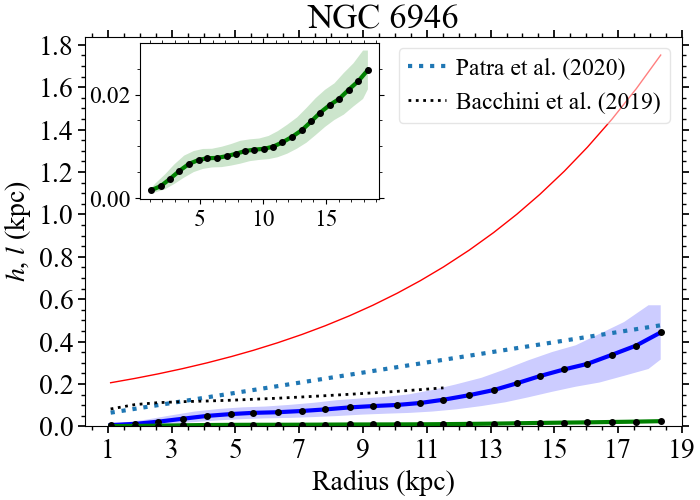 NGC 6946
h, l (kpc)
1.8
1.6
1.4
1.2
1.0
0.8
0.6
0.4
0.2
0.0
0.02
0.00
5 10 15
Patra et al. (2020)
Bacchini et al. (2019)
1 3 5 7 9 11 13 15 17 19
Radius (kpc)